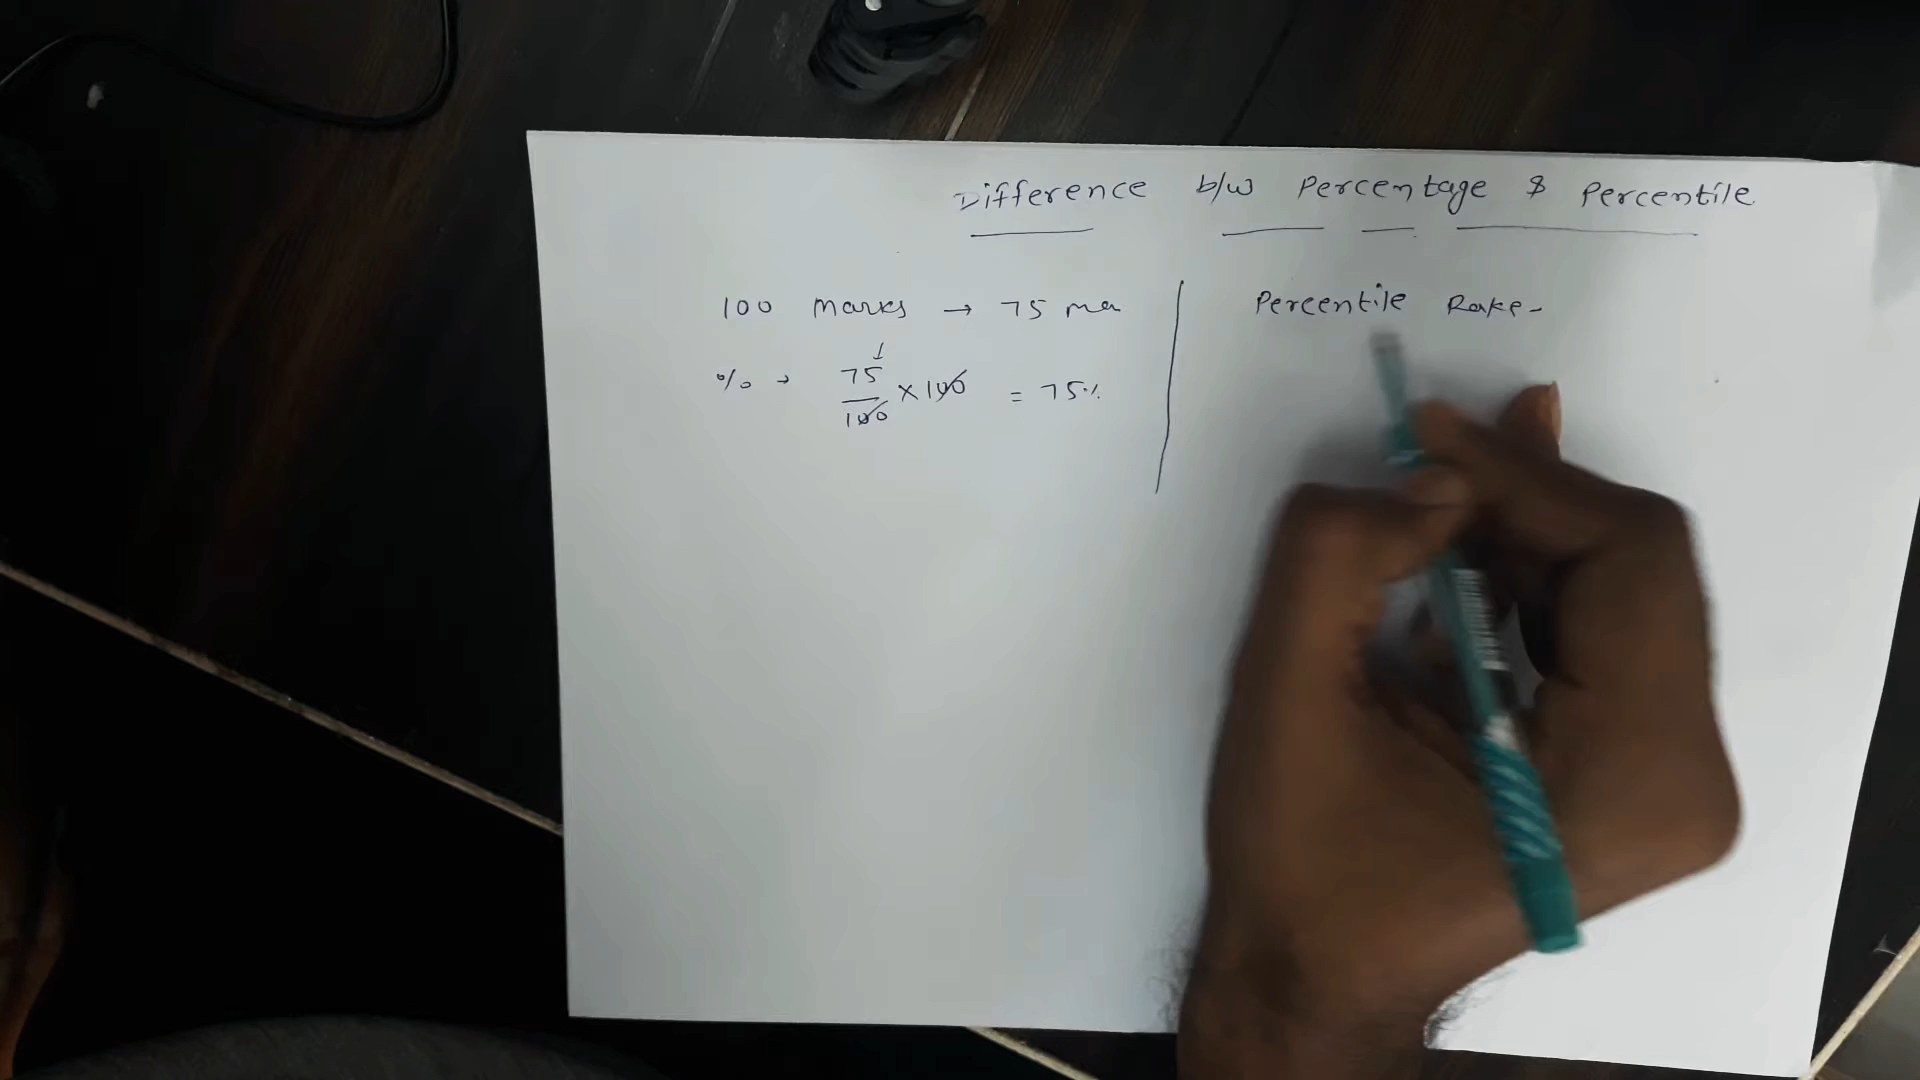 Difference b/w Percentage & Percentile
100 Marks → 75 ma
% → 75/100 × 100 = 75%
Percentile Rake-